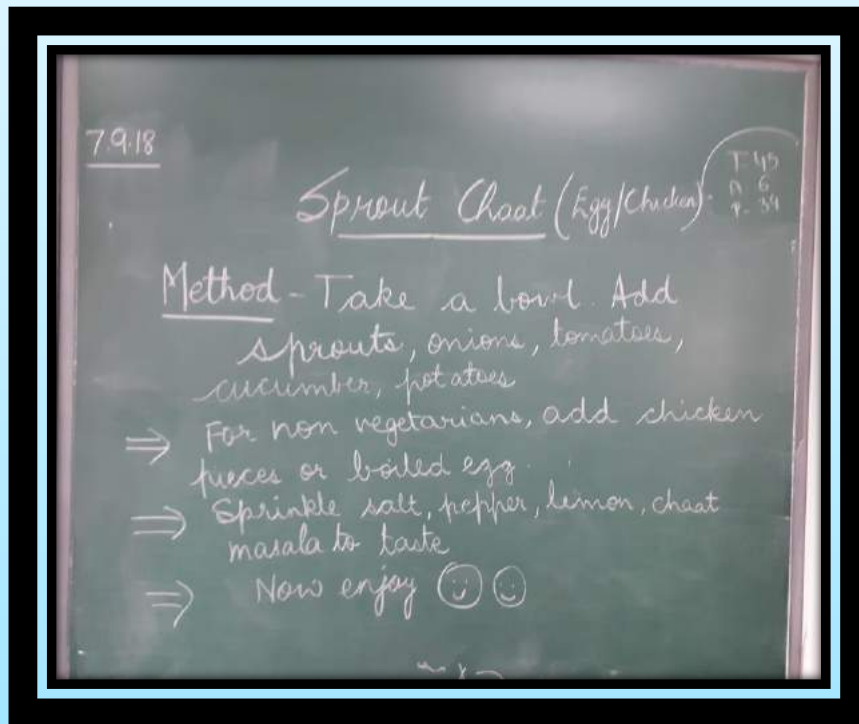 7.9.18
T 45
A 6
P- 34
Sprout Chaat (Egg/Chicken).
Method - Take a bowl. Add
sprouts, onions, tomatoes,
cucumber, potatoes
⇒ For non vegetarians, add chicken
pieces or boiled egg.
⇒ Sprinkle salt, pepper, lemon, chaat
masala to taste
⇒ Now enjoy